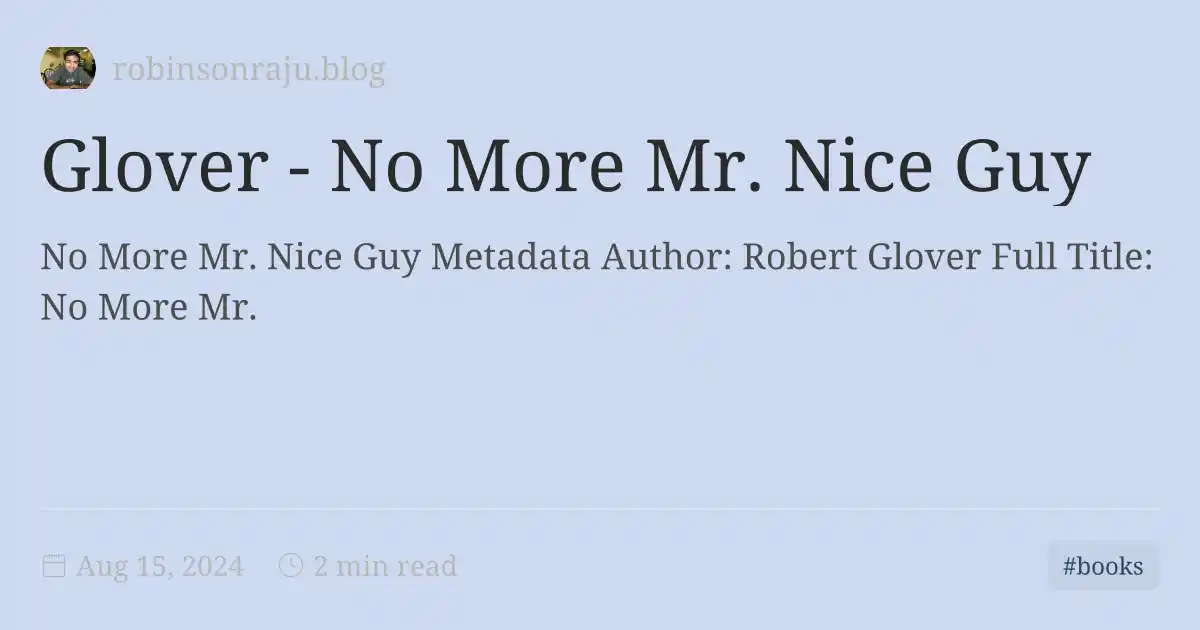 robinsonraju.blog
Glover - No More Mr. Nice Guy
No More Mr. Nice Guy Metadata Author: Robert Glover Full Title:
No More Mr.
Aug 15, 2024
2 min read
#books